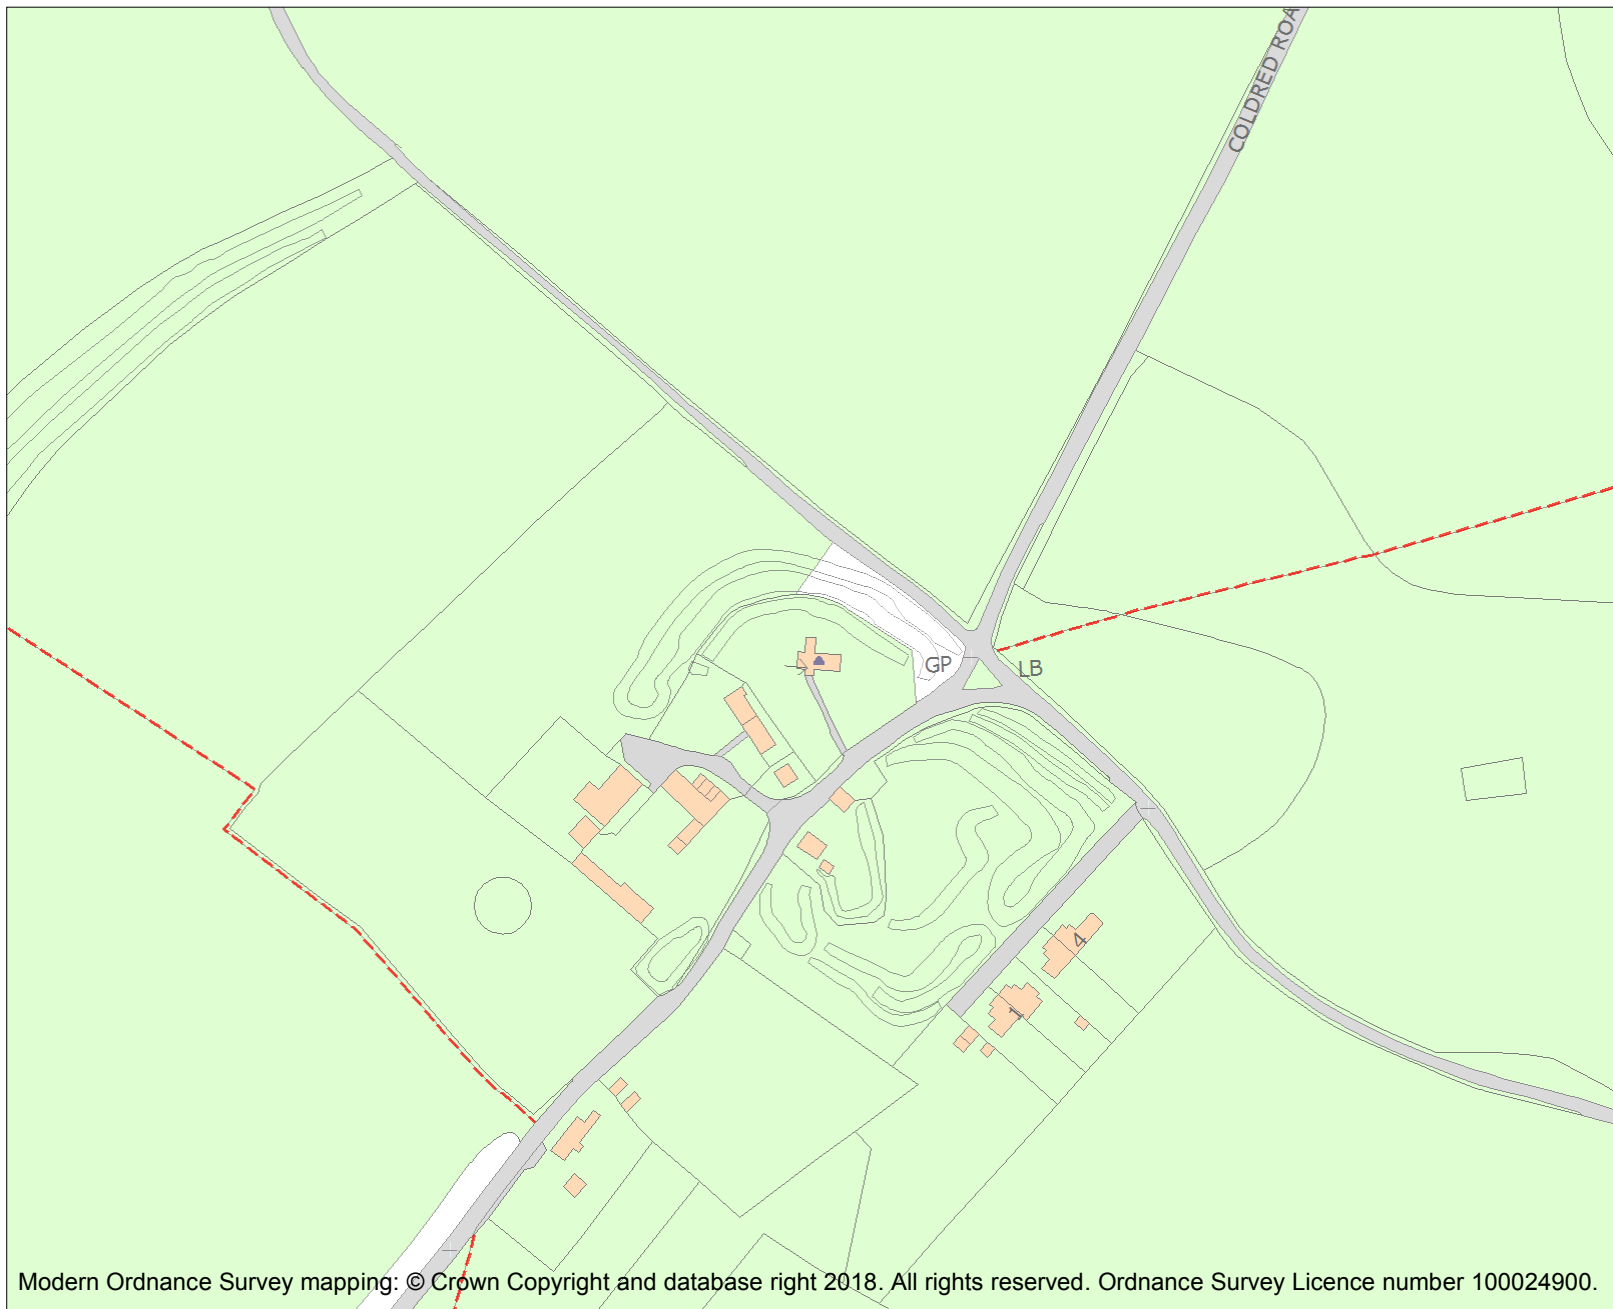 COLDRED ROA
GP
LB
4
1
Modern Ordnance Survey mapping: © Crown Copyright and database right 2018. All rights reserved. Ordnance Survey Licence number 100024900.